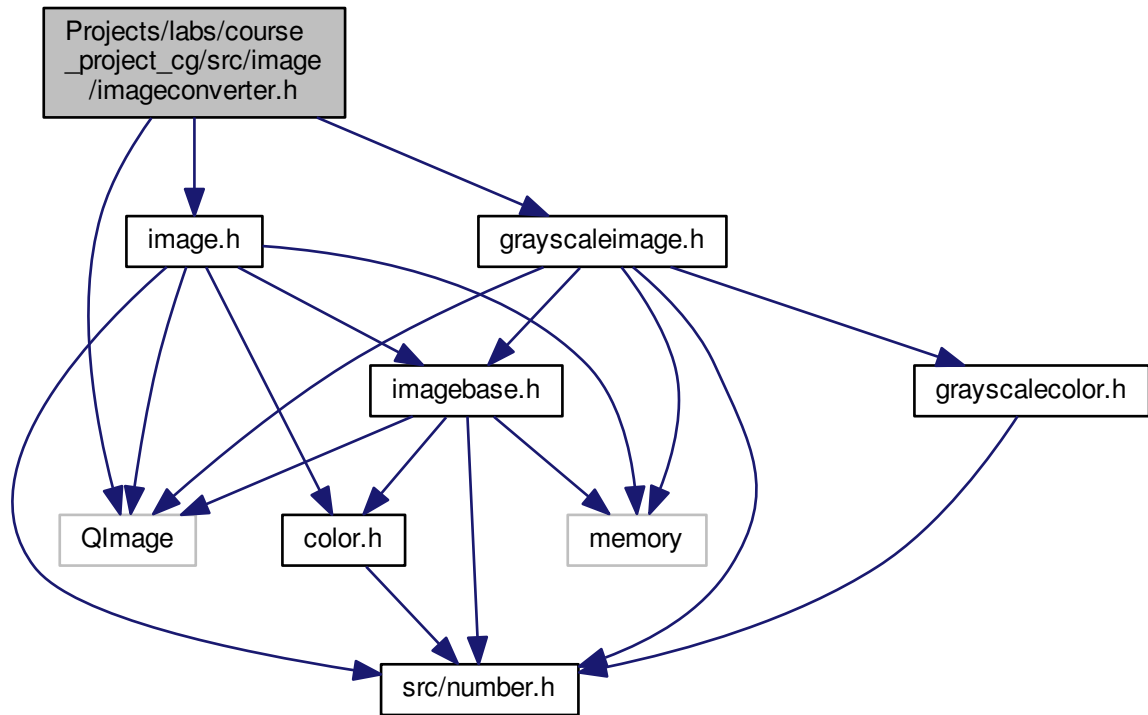 Projects/labs/course
_project_cg/src/image
/imageconverter.h
image.h
grayscaleimage.h
imagebase.h
grayscalecolor.h
QImage
color.h
memory
src/number.h